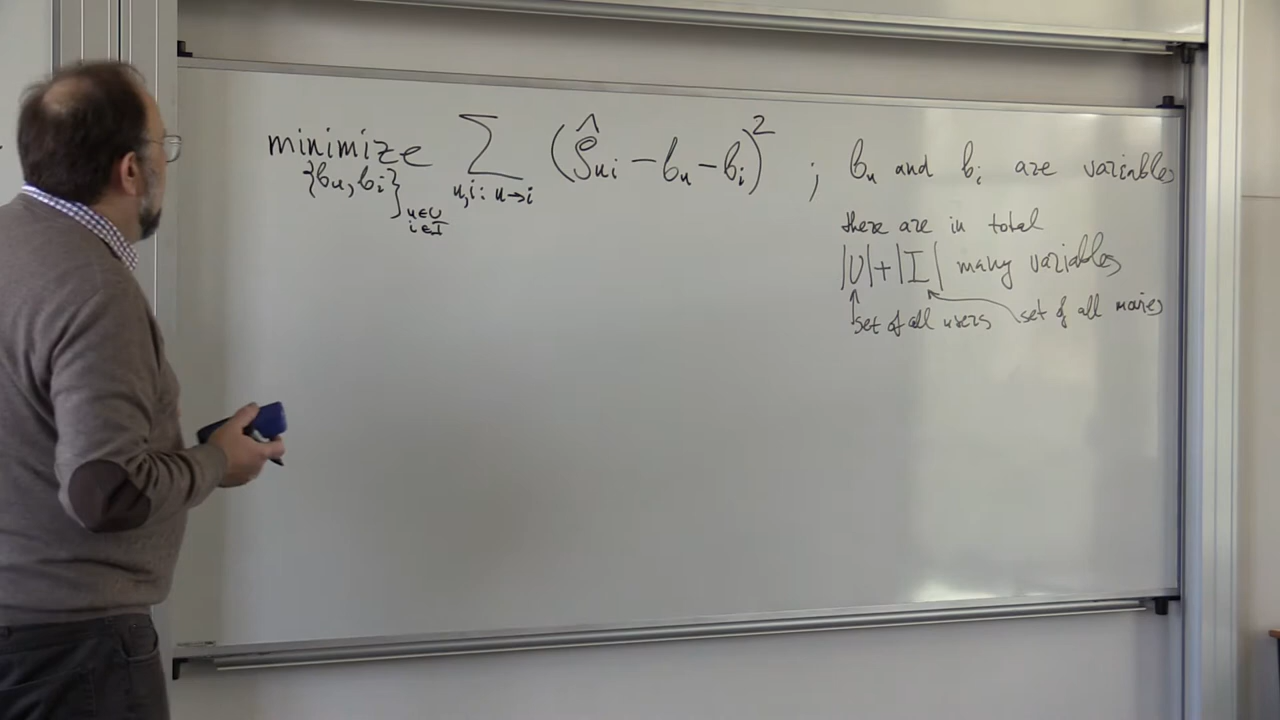 minimize ∑ (ρ̂ui − bu − bi)² ; bu and bi are variables
{bu, bi} u∈U i∈I u,i: u→i
there are in total
|U| + |I| many variables
set of all users set of all movies